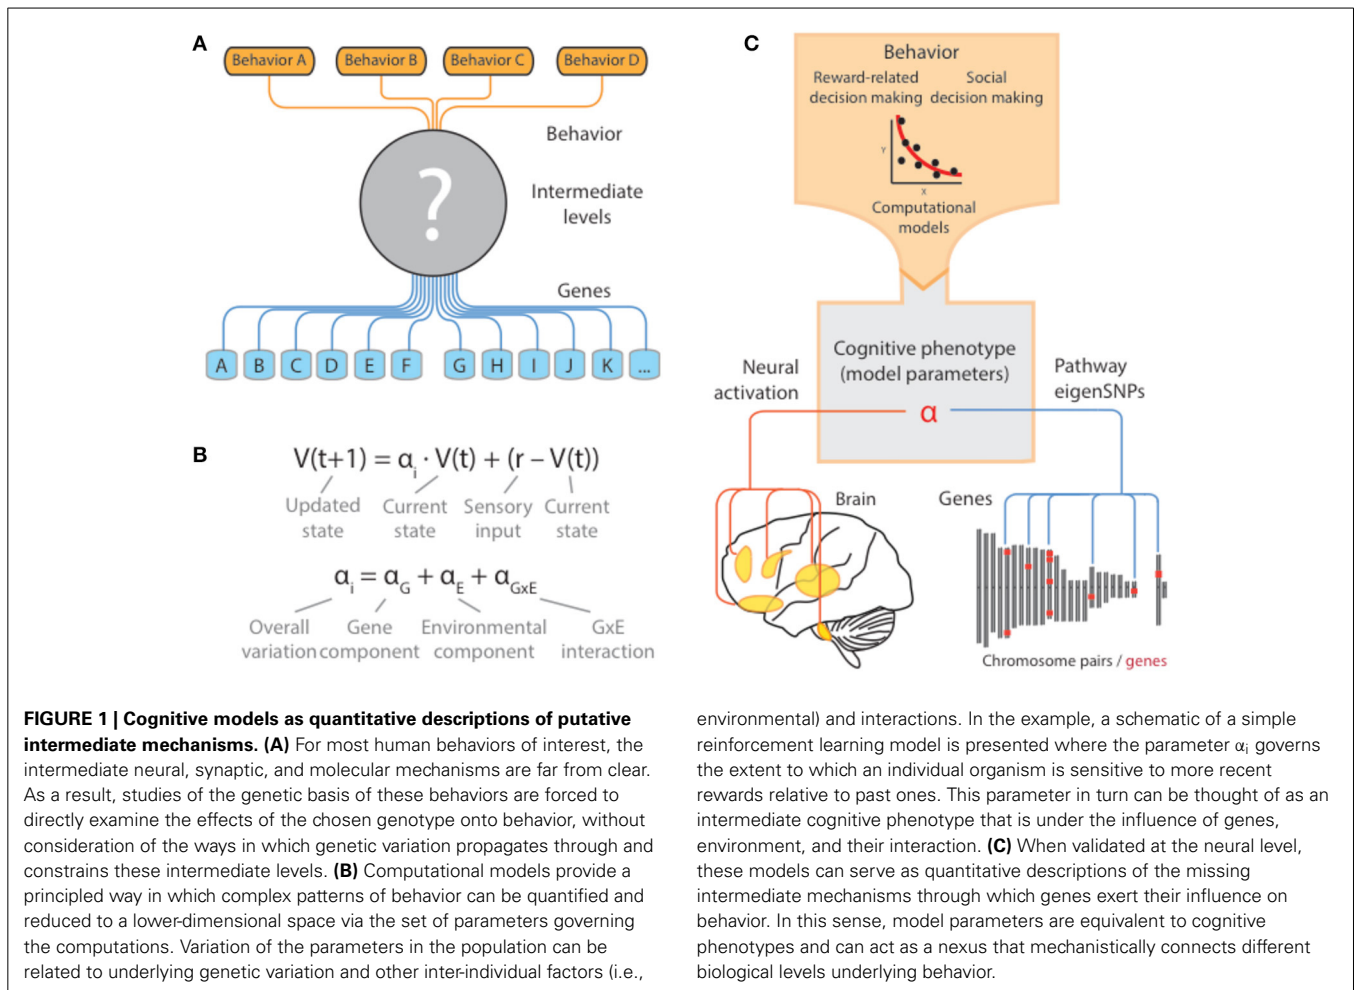 A
Behavior A
Behavior B
Behavior C
Behavior D
Behavior
?
Intermediate
levels
Genes
A B C D E F G H I J K ...
B
V(t+1) = αi · V(t) + (r – V(t))
Updated state
Current state
Sensory input
Current state
αi = αG + αE + αGxE
Overall variation
Gene component
Environmental component
GxE interaction
C
Behavior
Reward-related
decision making
Social
decision making
Y
X
Computational
models
Cognitive phenotype
(model parameters)
α
Neural
activation
Pathway
eigenSNPs
Brain
Genes
Chromosome pairs / genes
FIGURE 1 | Cognitive models as quantitative descriptions of putative
intermediate mechanisms. (A) For most human behaviors of interest, the
intermediate neural, synaptic, and molecular mechanisms are far from clear.
As a result, studies of the genetic basis of these behaviors are forced to
directly examine the effects of the chosen genotype onto behavior, without
consideration of the ways in which genetic variation propagates through and
constrains these intermediate levels. (B) Computational models provide a
principled way in which complex patterns of behavior can be quantified and
reduced to a lower-dimensional space via the set of parameters governing
the computations. Variation of the parameters in the population can be
related to underlying genetic variation and other inter-individual factors (i.e.,
environmental) and interactions. In the example, a schematic of a simple
reinforcement learning model is presented where the parameter αi governs
the extent to which an individual organism is sensitive to more recent
rewards relative to past ones. This parameter in turn can be thought of as an
intermediate cognitive phenotype that is under the influence of genes,
environment, and their interaction. (C) When validated at the neural level,
these models can serve as quantitative descriptions of the missing
intermediate mechanisms through which genes exert their influence on
behavior. In this sense, model parameters are equivalent to cognitive
phenotypes and can act as a nexus that mechanistically connects different
biological levels underlying behavior.